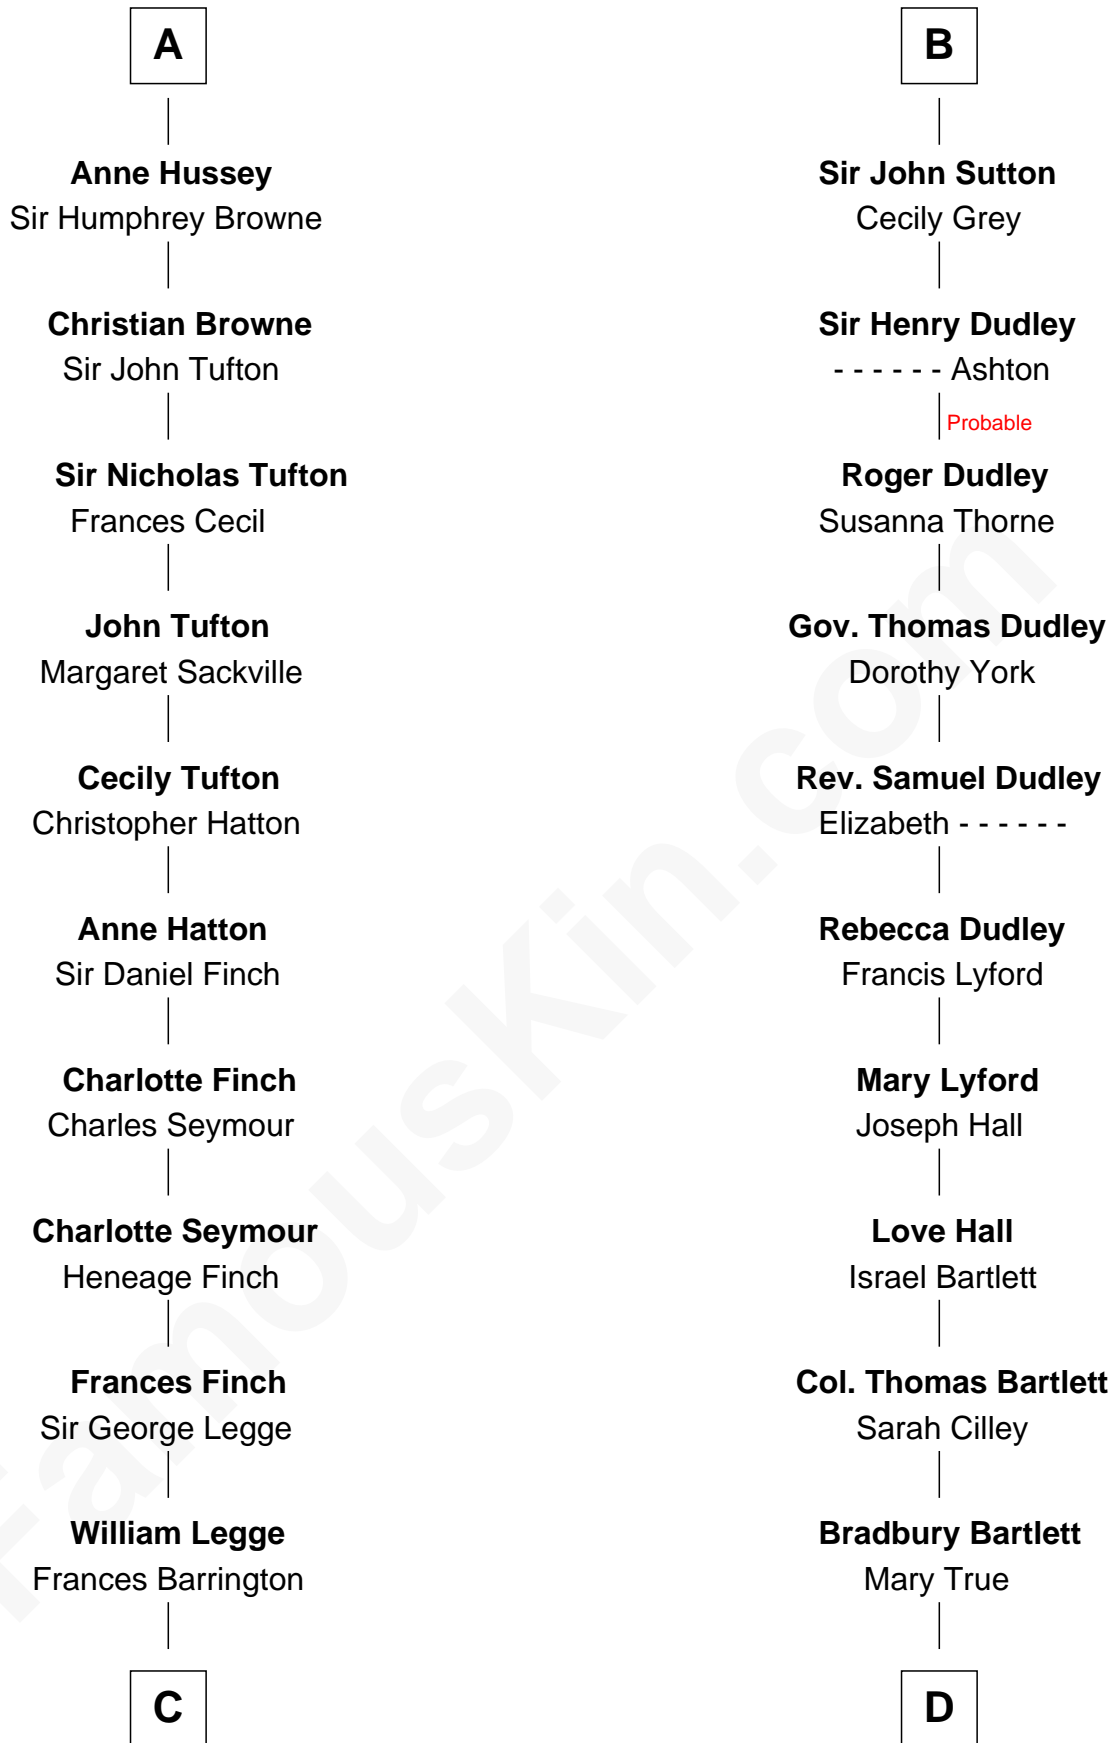 A
Anne Hussey
Sir Humphrey Browne
Christian Browne
Sir John Tufton
Sir Nicholas Tufton
Frances Cecil
John Tufton
Margaret Sackville
Cecily Tufton
Christopher Hatton
Anne Hatton
Sir Daniel Finch
Charlotte Finch
Charles Seymour
Charlotte Seymour
Heneage Finch
Frances Finch
Sir George Legge
William Legge
Frances Barrington
C
B
Sir John Sutton
Cecily Grey
Sir Henry Dudley
- - - - - - Ashton
Probable
Roger Dudley
Susanna Thorne
Gov. Thomas Dudley
Dorothy York
Rev. Samuel Dudley
Elizabeth - - - - - -
Rebecca Dudley
Francis Lyford
Mary Lyford
Joseph Hall
Love Hall
Israel Bartlett
Col. Thomas Bartlett
Sarah Cilley
Bradbury Bartlett
Mary True
D
FamousKin.com